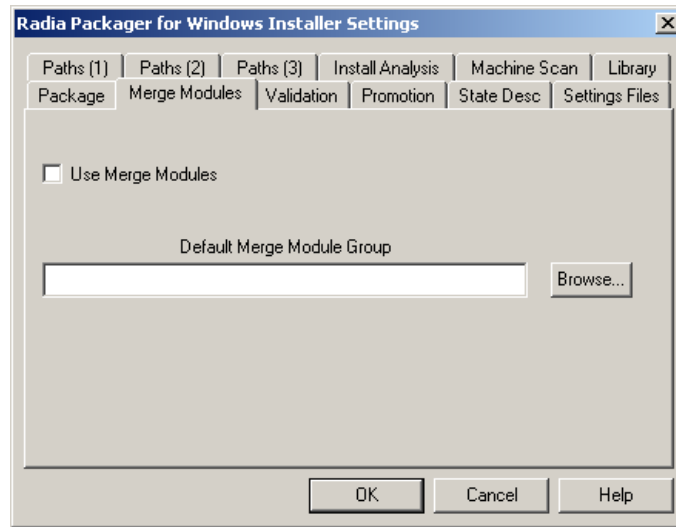 Radia Packager for Windows Installer Settings
Paths (1) Paths (2) Paths (3) Install Analysis Machine Scan Library
Package Merge Modules Validation Promotion State Desc Settings Files
Use Merge Modules
Default Merge Module Group
Browse...
OK Cancel Help